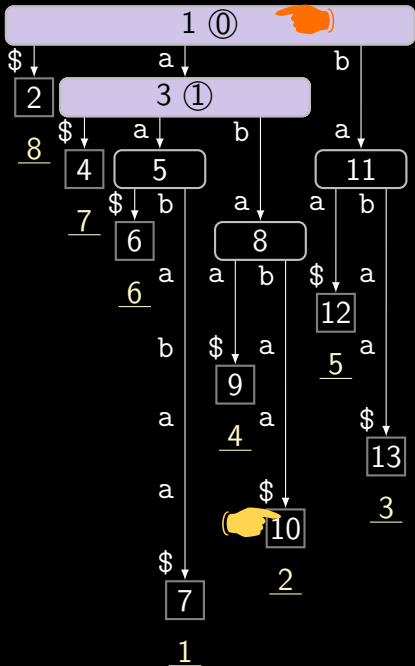 1 ⓪
$ a b
2 3 ①
8 $ a b a
4 5 11
7 $ b a a b
6 8
6 a a b $ a
12
b $ a a
9 5
a 4 a $
13
a $ 3
10
$ 2
7
1